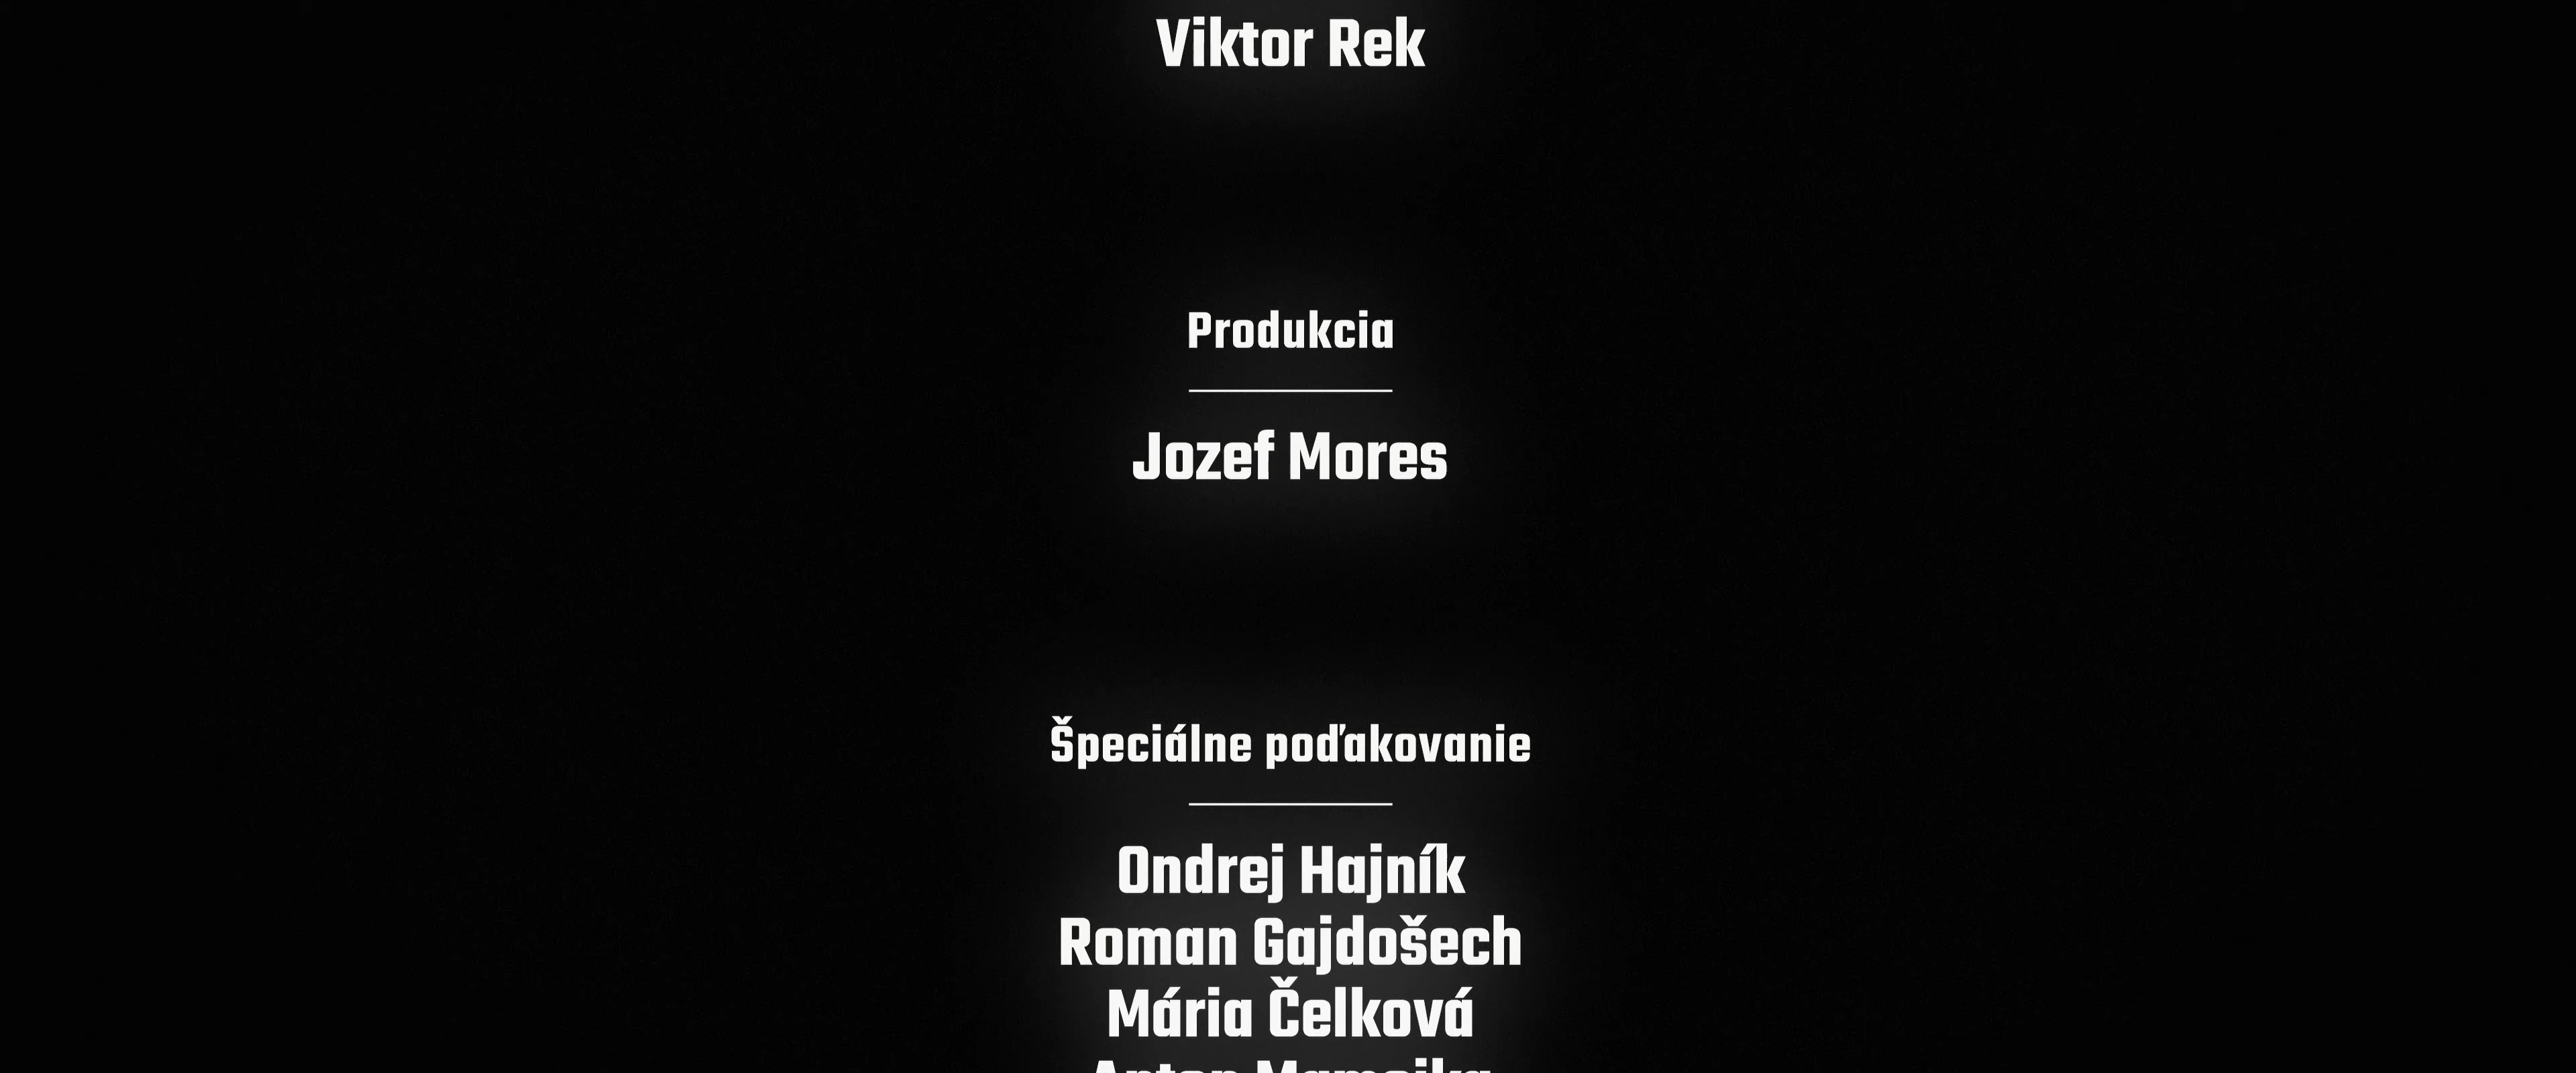 Viktor Rek
Produkcia
Jozef Mores
Špeciálne poďakovanie
Ondrej Hajník
Roman Gajdošech
Mária Čelková